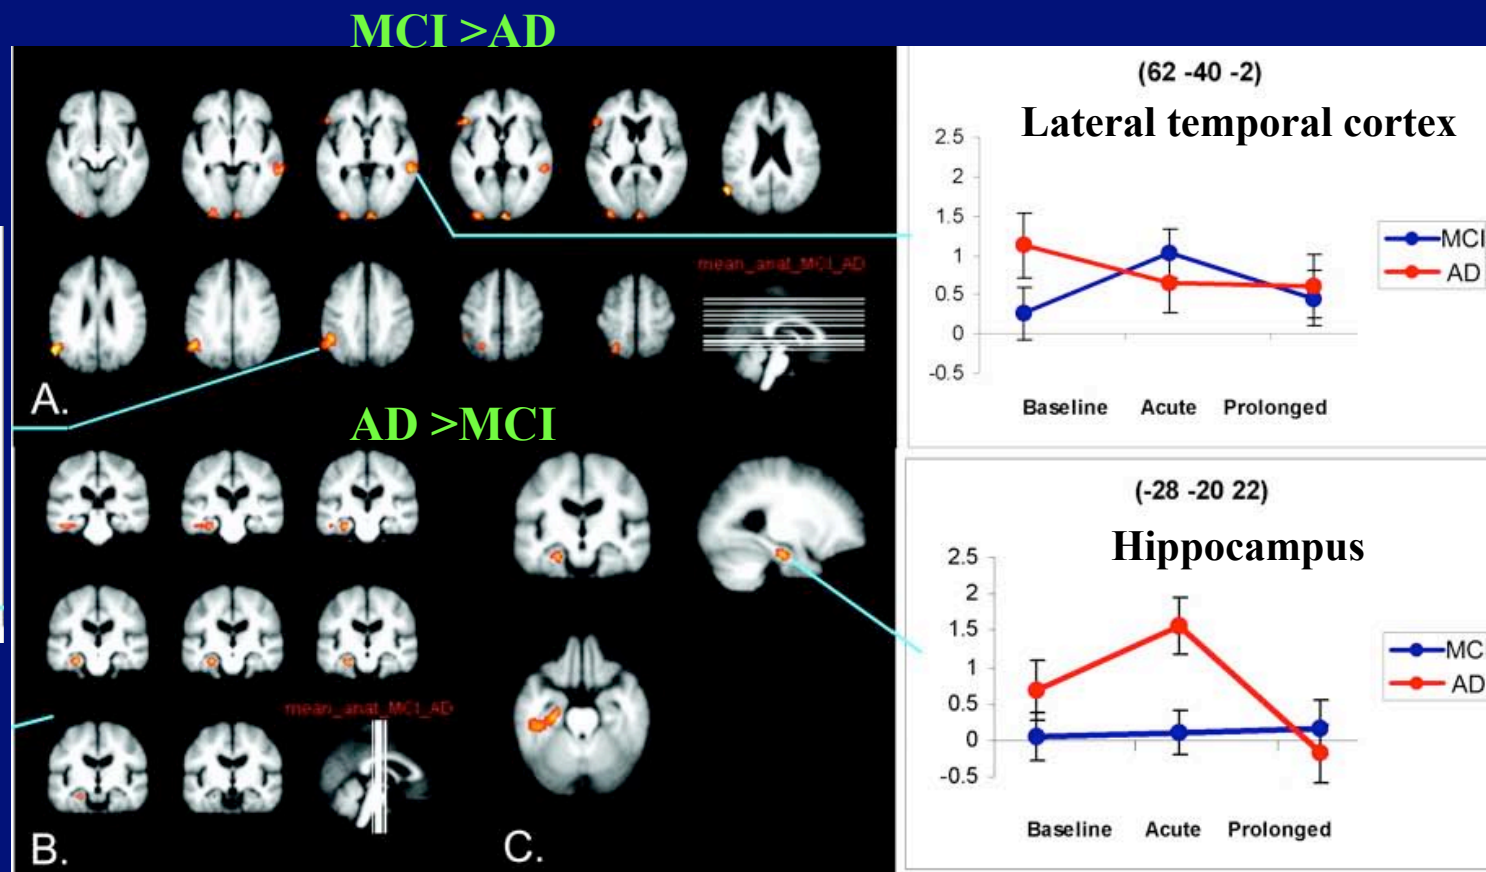 MCI >AD
mean_anat_MCI_AD
A.
AD >MCI
mean_anat_MCI_AD
B.
C.
(62 -40 -2)
Lateral temporal cortex
2.5
2
1.5
1
0.5
0
-0.5
Baseline Acute Prolonged
MCI
AD
(-28 -20 22)
Hippocampus
2.5
2
1.5
1
0.5
0
-0.5
Baseline Acute Prolonged
MC
AD